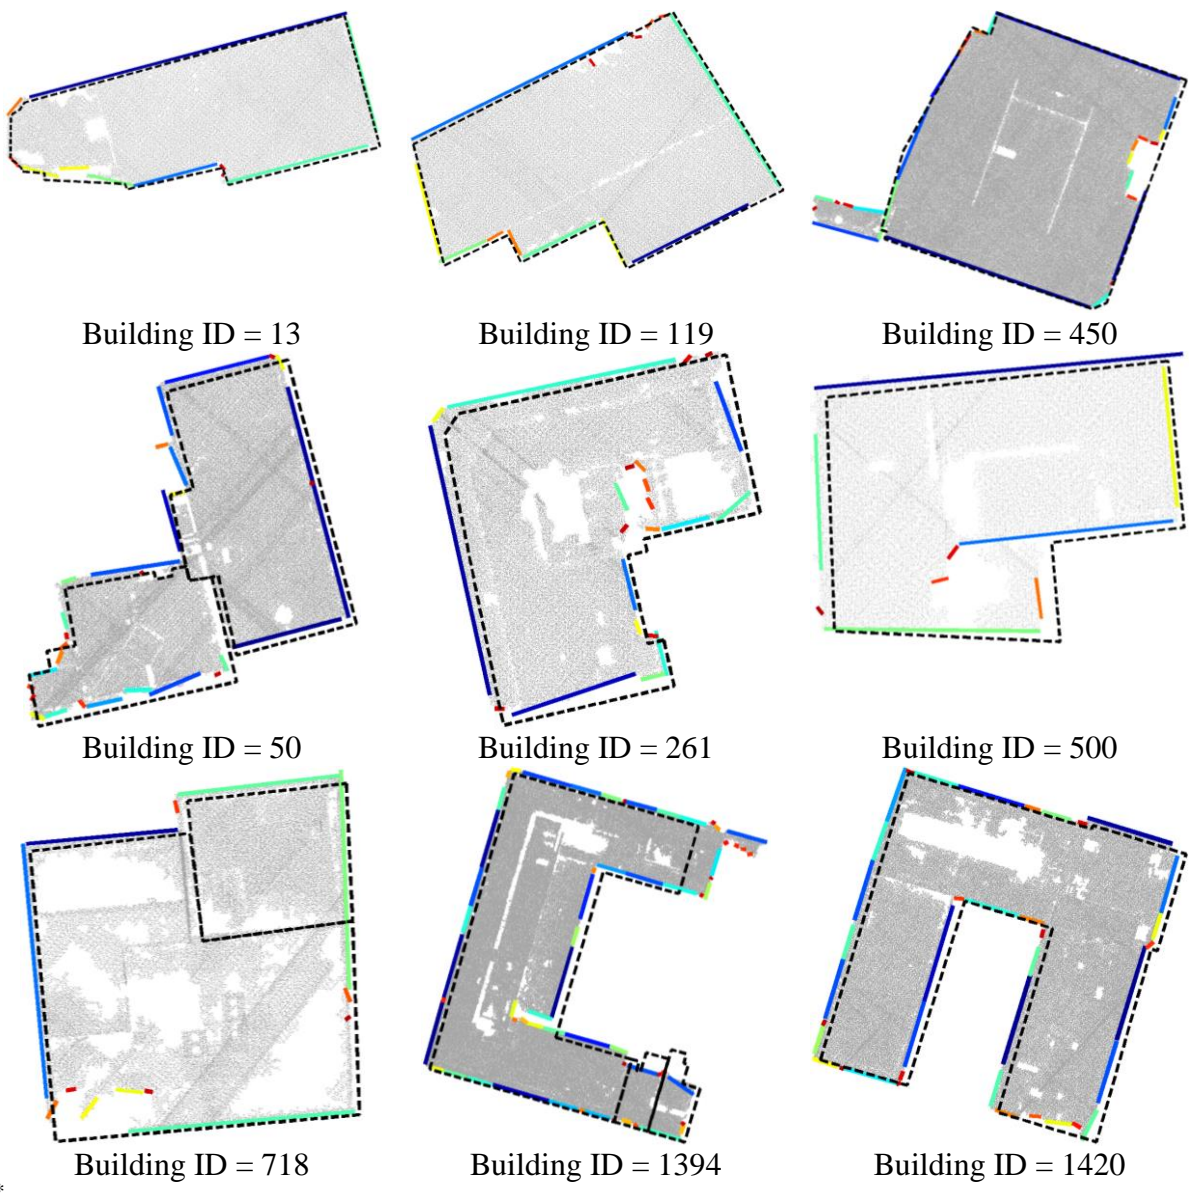 Building ID = 13
Building ID = 119
Building ID = 450
Building ID = 50
Building ID = 261
Building ID = 500
Building ID = 718
Building ID = 1394
Building ID = 1420
*